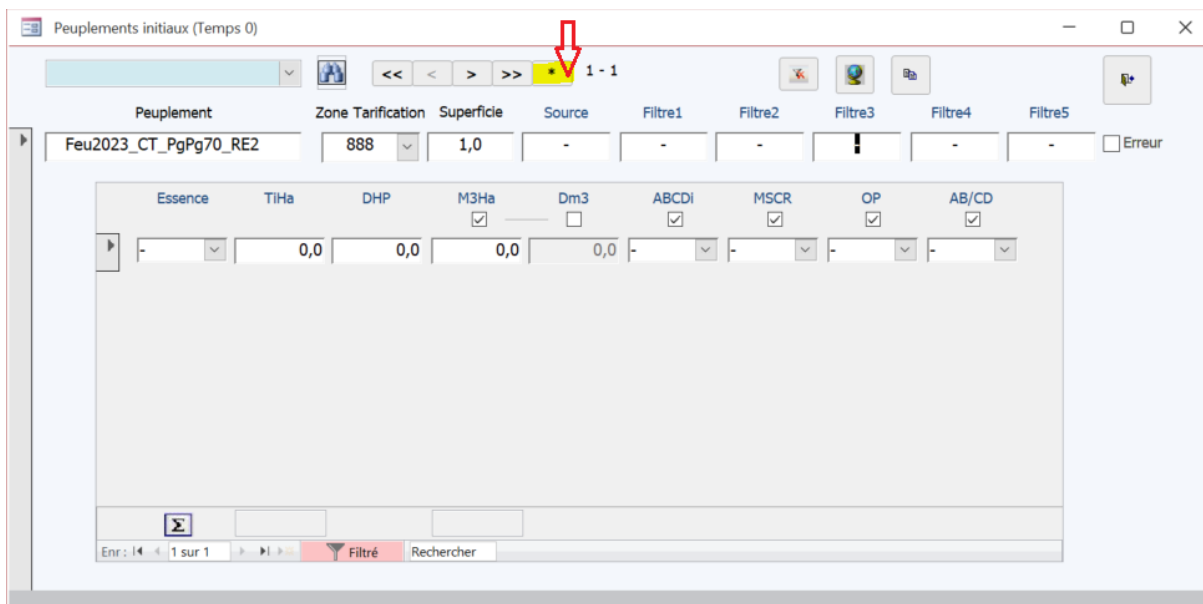 Peuplements initiaux (Temps 0)
<< < > >> * 1 - 1
Peuplement Zone Tarification Superficie Source Filtre1 Filtre2 Filtre3 Filtre4 Filtre5
Feu2023_CT_PgPg70_RE2 888 1,0 - - - - - Erreur
Essence TiHa DHP M3Ha Dm3 ABCDi MSCR OP AB/CD
- 0,0 0,0 0,0 0,0 - - - -
Σ
Enr : 1 sur 1 Filtré Rechercher